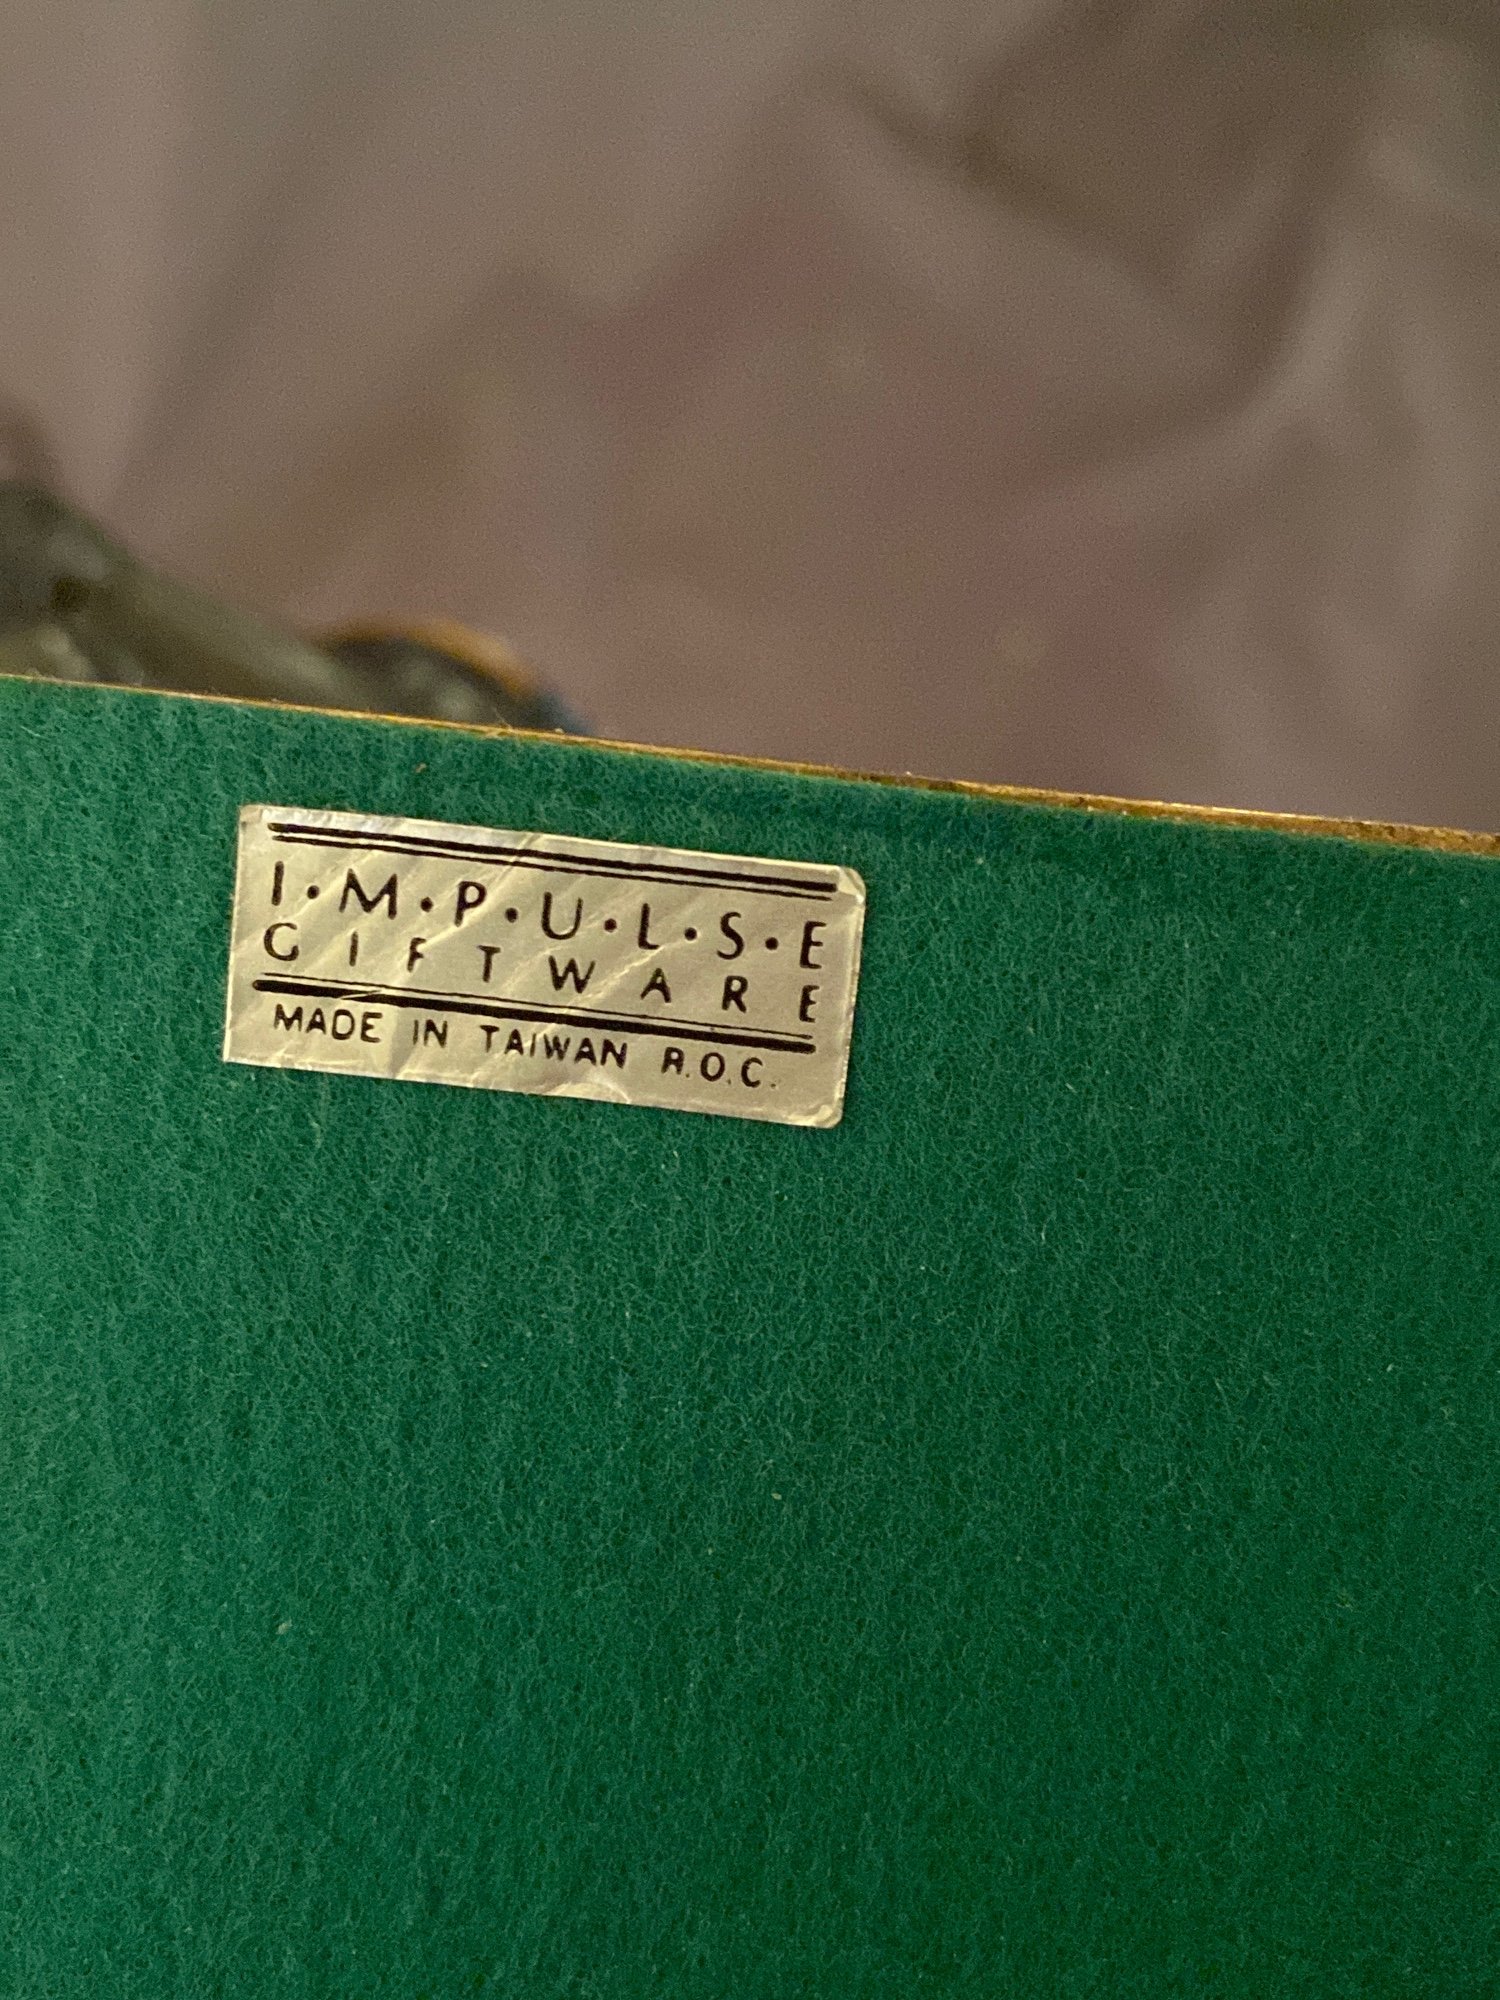 I·M·P·U·L·S·E
GIFTWARE
MADE IN TAIWAN R.O.C.